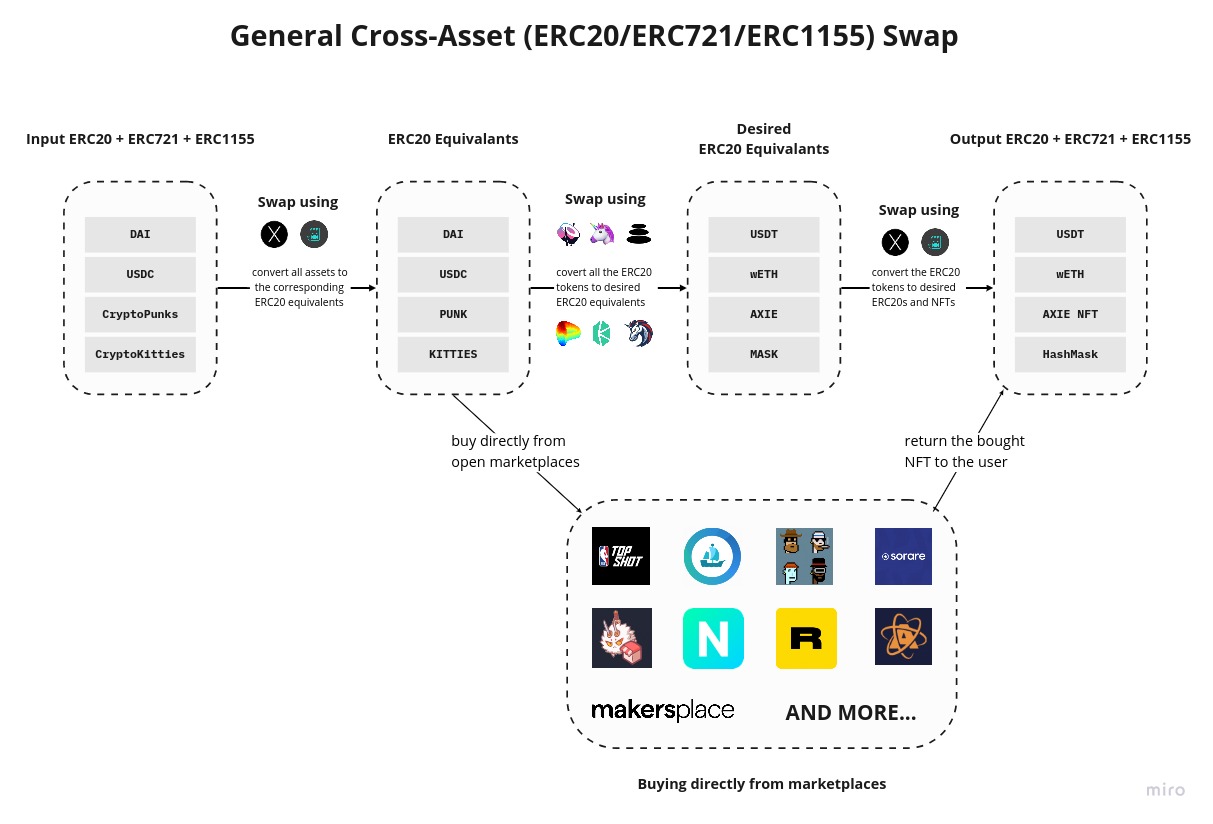 General Cross-Asset (ERC20/ERC721/ERC1155) Swap
Input ERC20 + ERC721 + ERC1155
DAI
USDC
CryptoPunks
CryptoKitties
Swap using
convert all assets to
the corresponding
ERC20 equivalents
ERC20 Equivalants
DAI
USDC
PUNK
KITTIES
Swap using
covert all the ERC20
tokens to desired
ERC20 equivalents
Desired
ERC20 Equivalants
USDT
wETH
AXIE
MASK
Swap using
convert the ERC20
tokens to desired
ERC20s and NFTs
Output ERC20 + ERC721 + ERC1155
USDT
wETH
AXIE NFT
HashMask
buy directly from
open marketplaces
return the bought
NFT to the user
TOP
SHOT
sorare
N
R
makersplace
AND MORE...
Buying directly from marketplaces
miro